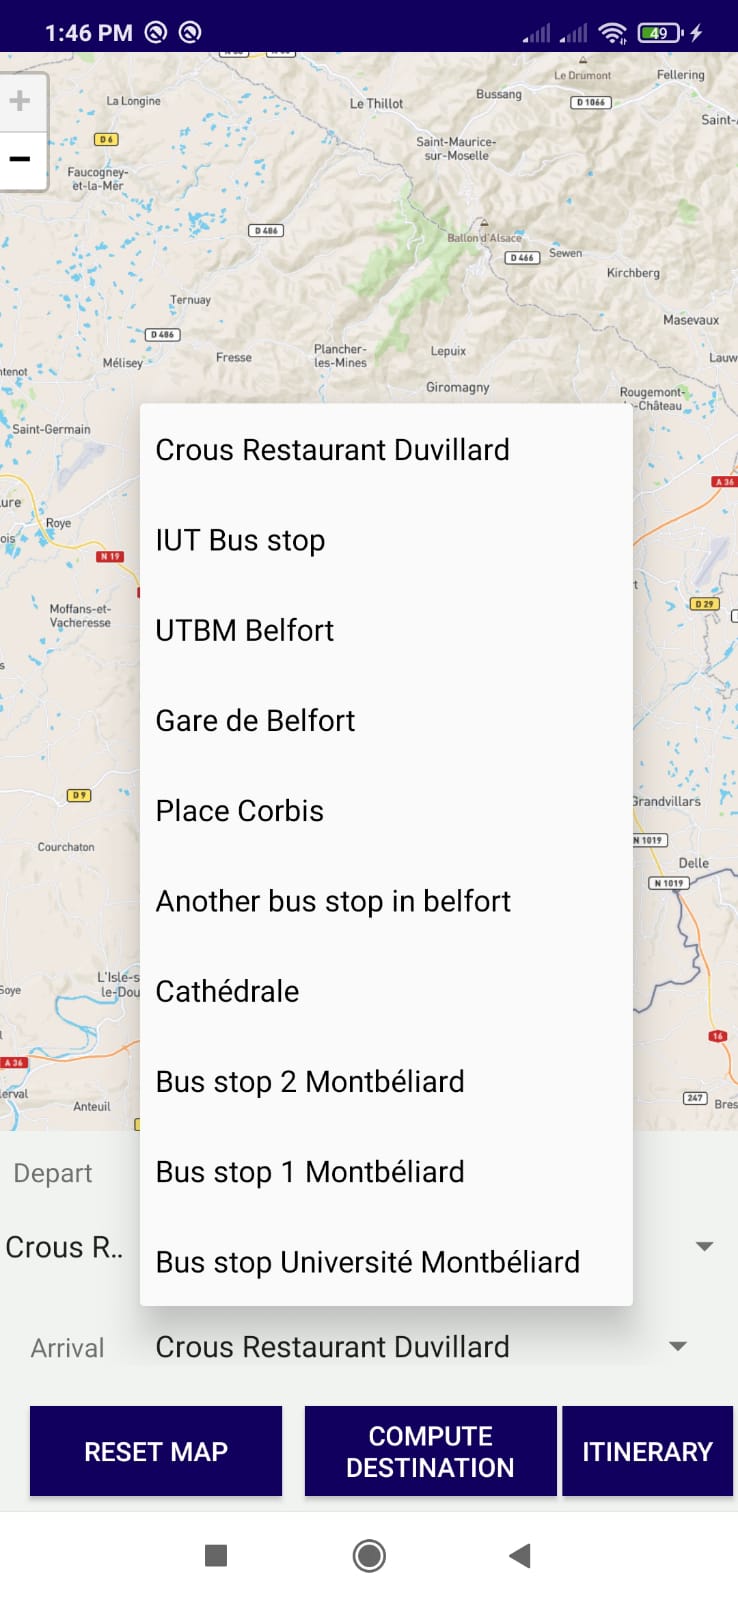 1:46 PM
49
Le Drumont
Fellering
La Longine
Le Thillot
Bussang
D 1066
Saint-
D 6
Saint-Maurice-
sur-Moselle
Faucogney-
et-la-Mer
D 486
Ballon d'Alsace
D 466
Sewen
Kirchberg
Ternuay
Masevaux
D 486
Mélisey
Fresse
Plancher-
les-Mines
Lepuix
Lauw
Giromagny
Rougemont-
-Château
Saint-Germain
A 36
Roye
N 19
Moffans-et-
Vacheresse
D 29
D 9
Grandvillars
Courchaton
N 1019
Delle
N 1019
L'Isle-s
le-Dou
Soye
16
A 36
Anteuil
247
Bres
Crous Restaurant Duvillard
IUT Bus stop
UTBM Belfort
Gare de Belfort
Place Corbis
Another bus stop in belfort
Cathédrale
Bus stop 2 Montbéliard
Bus stop 1 Montbéliard
Bus stop Université Montbéliard
Depart
Crous R..
Arrival
Crous Restaurant Duvillard
RESET MAP
COMPUTE
DESTINATION
ITINERARY